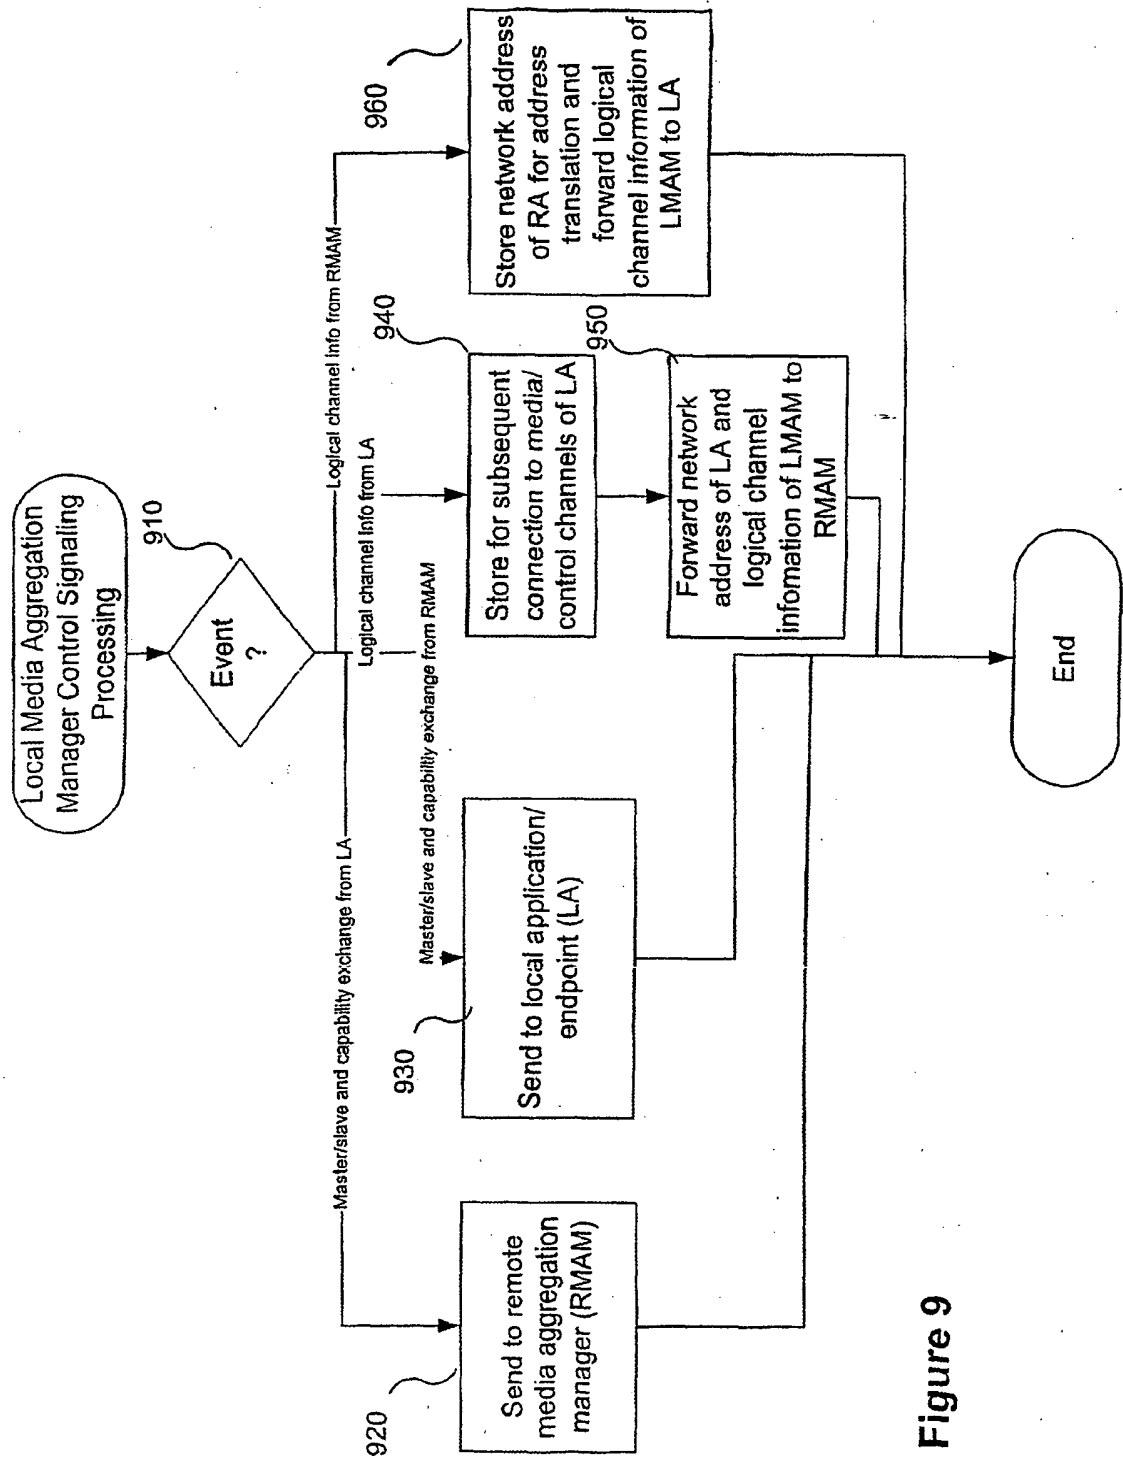 Local Media Aggregation
Manager Control Signaling
Processing
910
Event
?
Master/slave and capability exchange from LA
Master/slave and capability exchange from RMAM
Logical channel Info from LA
Logical channel Info from RMAM
920
Send to remote
media aggregation
manager (RMAM)
930
Send to local application/
endpoint (LA)
940
Store for subsequent
connection to media/
control channels of LA
950
Forward network
address of LA and
logical channel
infomation of LMAM to
RMAM
960
Store network address
of RA for address
translation and
forward logical
channel information of
LMAM to LA
End
Figure 9